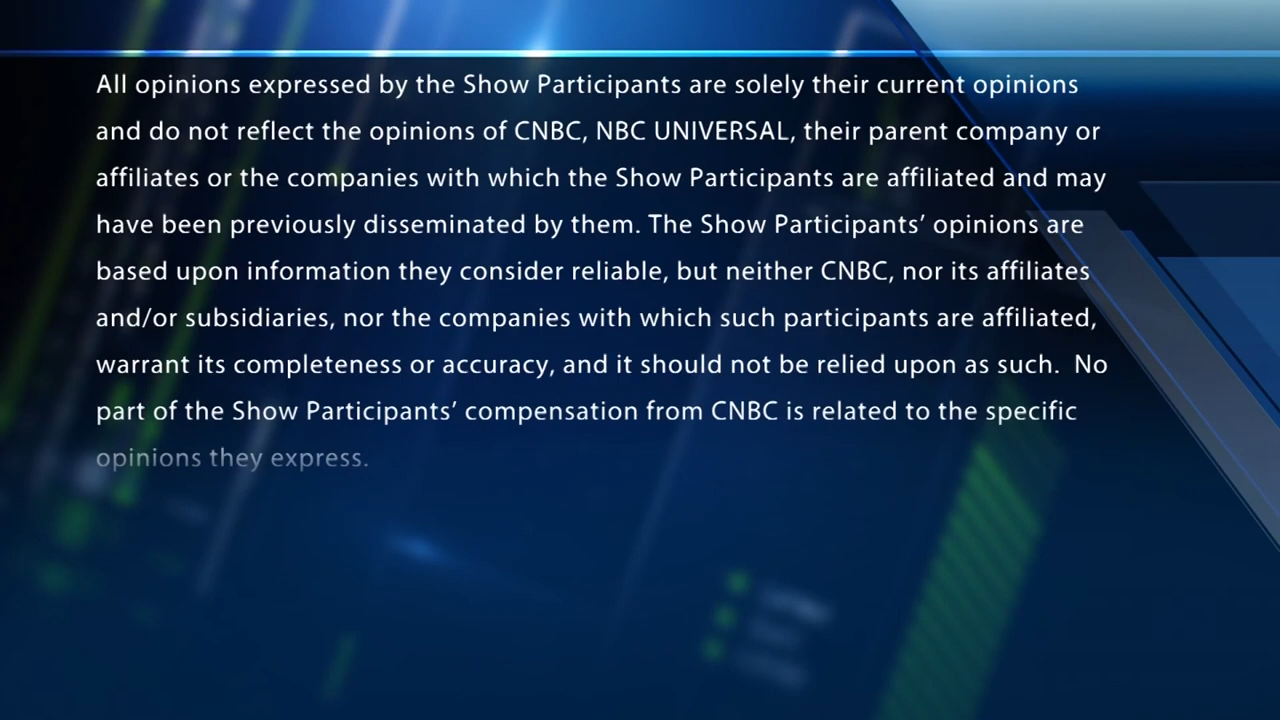 All opinions expressed by the Show Participants are solely their current opinions
and do not reflect the opinions of CNBC, NBC UNIVERSAL, their parent company or
affiliates or the companies with which the Show Participants are affiliated and may
have been previously disseminated by them. The Show Participants’ opinions are
based upon information they consider reliable, but neither CNBC, nor its affiliates
and/or subsidiaries, nor the companies with which such participants are affiliated,
warrant its completeness or accuracy, and it should not be relied upon as such.  No
part of the Show Participants’ compensation from CNBC is related to the specific
opinions they express.